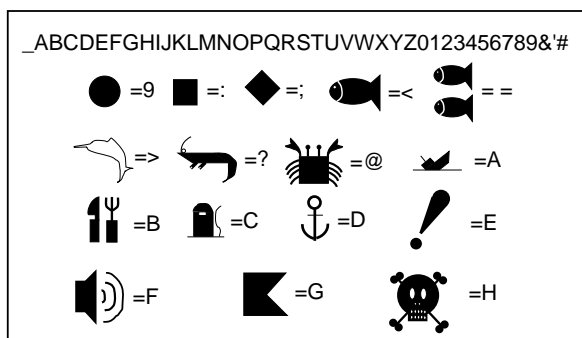 _ABCDEFGHIJKLMNOPQRSTUVWXYZ0123456789&'#
=9 =: =; =< = =
=> =? =@ =A
=B =C =D =E
=F =G =H